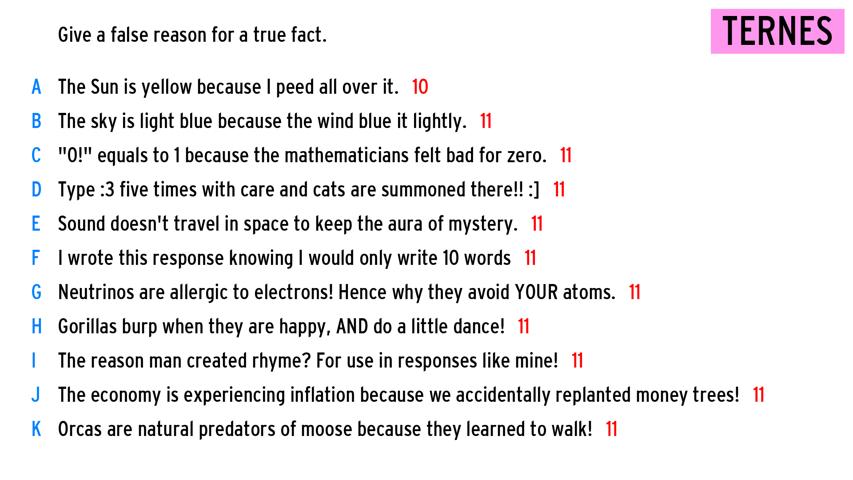 Give a false reason for a true fact.
TERNES
A The Sun is yellow because I peed all over it. 10
B The sky is light blue because the wind blue it lightly. 11
C "0!" equals to 1 because the mathematicians felt bad for zero. 11
D Type :3 five times with care and cats are summoned there!! :] 11
E Sound doesn't travel in space to keep the aura of mystery. 11
F I wrote this response knowing I would only write 10 words 11
G Neutrinos are allergic to electrons! Hence why they avoid YOUR atoms. 11
H Gorillas burp when they are happy, AND do a little dance! 11
I The reason man created rhyme? For use in responses like mine! 11
J The economy is experiencing inflation because we accidentally replanted money trees! 11
K Orcas are natural predators of moose because they learned to walk! 11